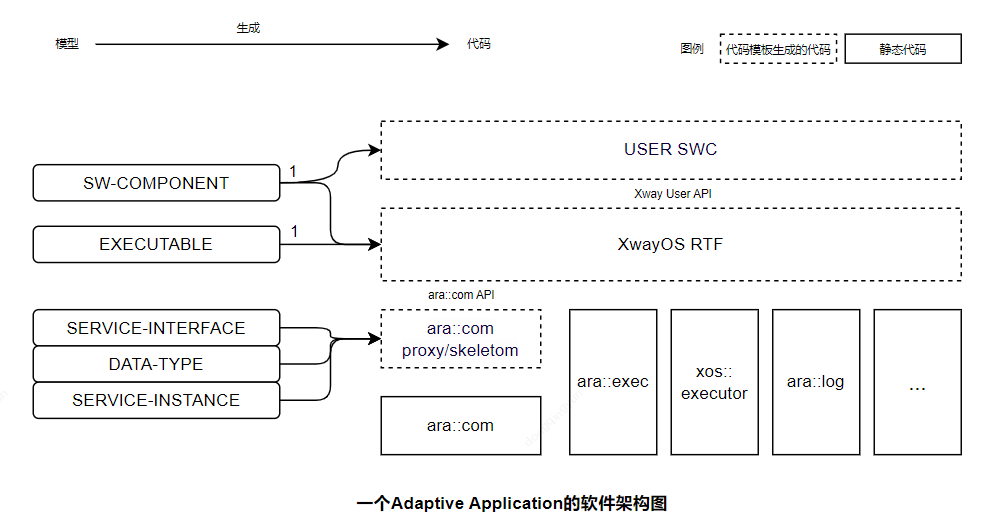 生成
模型
代码
图例
代码模板生成的代码
静态代码
USER SWC
1
SW-COMPONENT
Xway User API
1
EXECUTABLE
XwayOS RTF
ara::com API
SERVICE-INTERFACE
DATA-TYPE
SERVICE-INSTANCE
ara::com
proxy/skeletom
ara::com
ara::exec
xos::
executor
ara::log
...
一个Adaptive Application的软件架构图